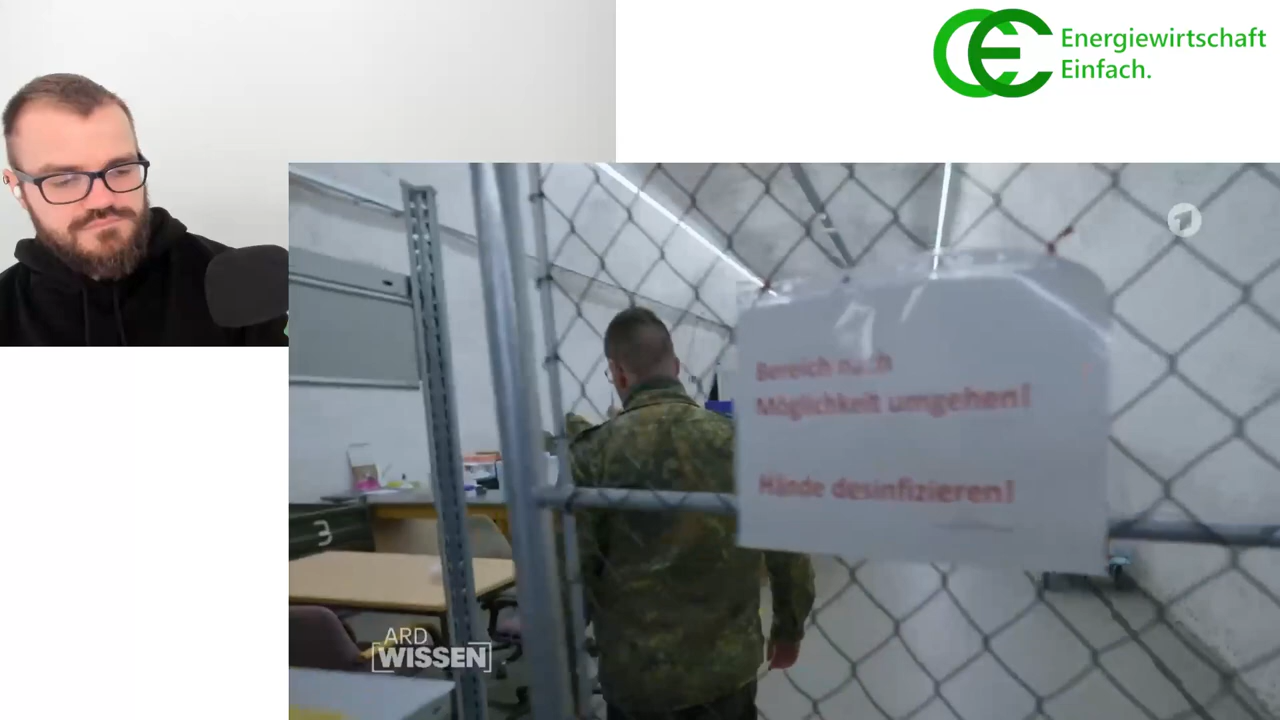 Energiewirtschaft
Einfach.
Bereich nach
Möglichkeit umgehen!
Hände desinfizieren!
3
ARD
WISSEN